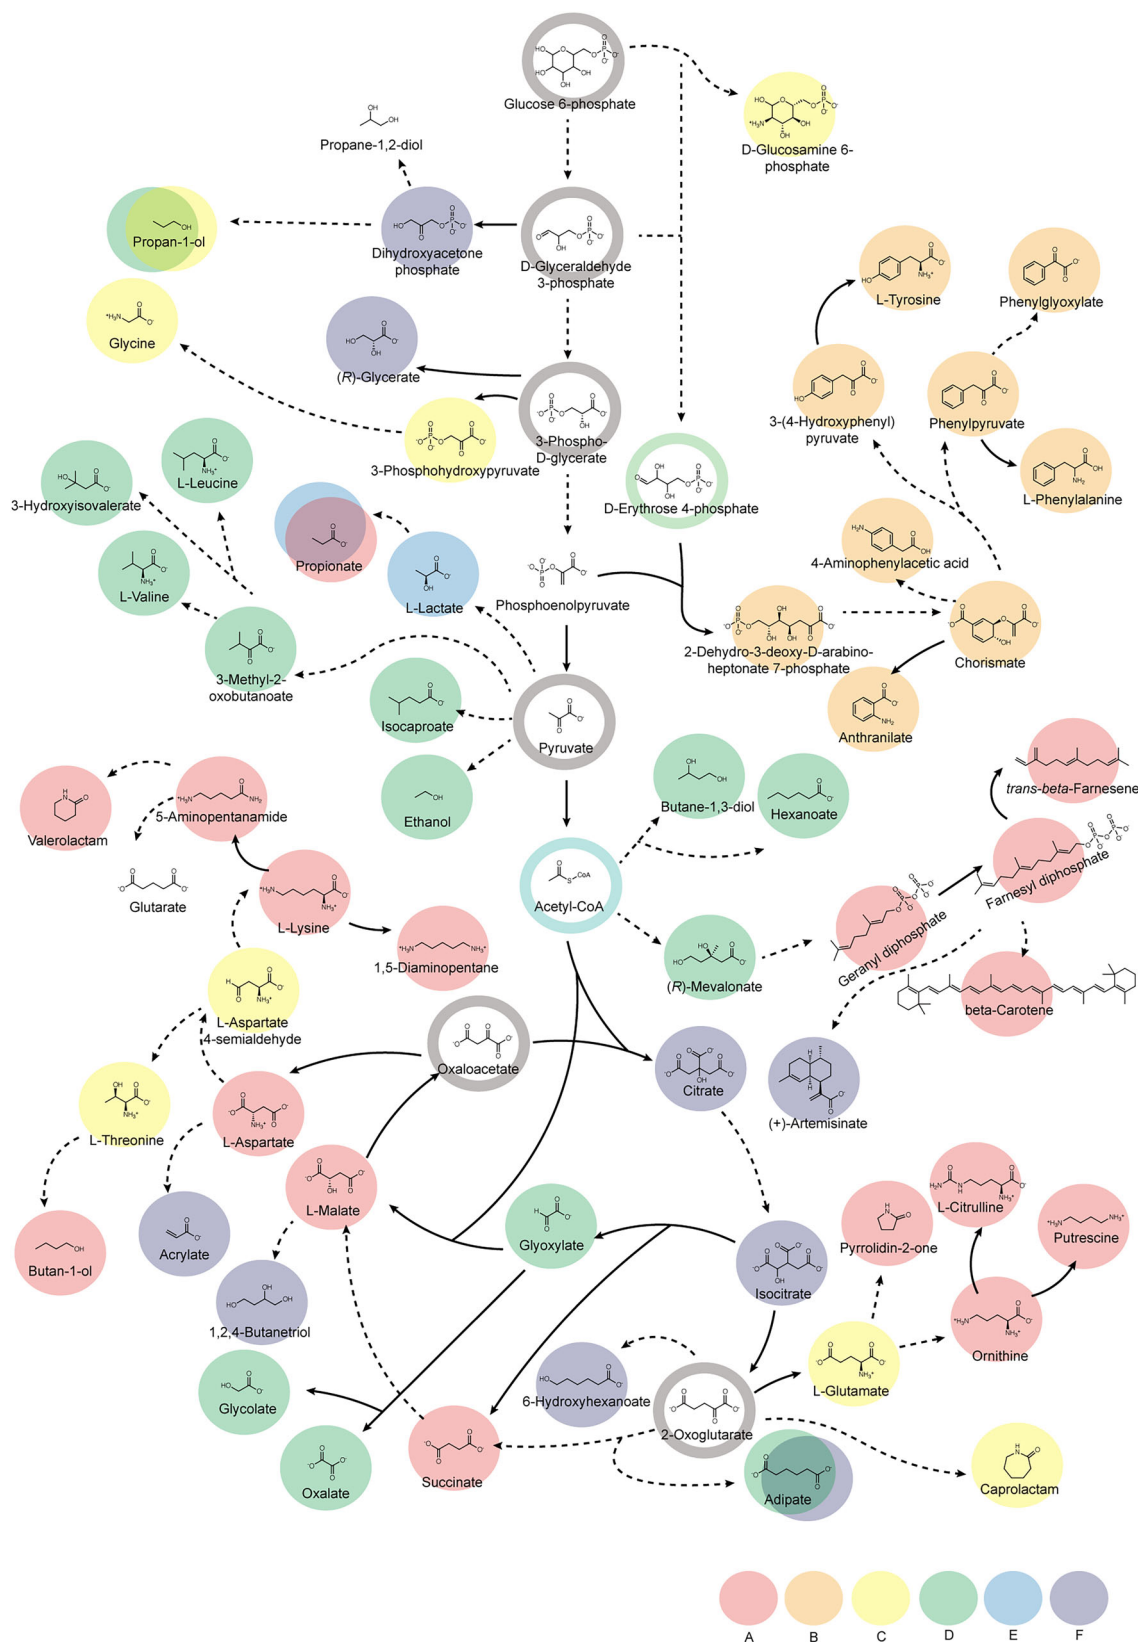 Glucose 6-phosphate
D-Glucosamine 6-
phosphate
Propane-1,2-diol
Propan-1-ol
Dihydroxyacetone
phosphate
D-Glyceraldehyde
3-phosphate
L-Tyrosine
Phenylglyoxylate
Glycine
(R)-Glycerate
3-(4-Hydroxyphenyl)
pyruvate
Phenylpyruvate
3-Phospho-
D-glycerate
3-Phosphohydroxypyruvate
L-Leucine
3-Hydroxyisovalerate
D-Erythrose 4-phosphate
L-Phenylalanine
4-Aminophenylacetic acid
Propionate
L-Valine
L-Lactate
Phosphoenolpyruvate
2-Dehydro-3-deoxy-D-arabino-
heptonate 7-phosphate
Chorismate
3-Methyl-2-
oxobutanoate
Isocaproate
Pyruvate
Anthranilate
trans-beta-Farnesene
Butane-1,3-diol
Hexanoate
Ethanol
5-Aminopentanamide
Valerolactam
Glutarate
L-Lysine
Acetyl-CoA
S-CoA
Farnesyl diphosphate
Geranyl diphosphate
1,5-Diaminopentane
(R)-Mevalonate
beta-Carotene
L-Aspartate
4-semialdehyde
Oxaloacetate
Citrate
(+)-Artemisinate
L-Threonine
L-Aspartate
L-Malate
L-Citrulline
Acrylate
Butan-1-ol
Glyoxylate
Pyrrolidin-2-one
Putrescine
Isocitrate
1,2,4-Butanetriol
Ornithine
L-Glutamate
6-Hydroxyhexanoate
Glycolate
2-Oxoglutarate
Succinate
Oxalate
Adipate
Caprolactam
A B C D E F